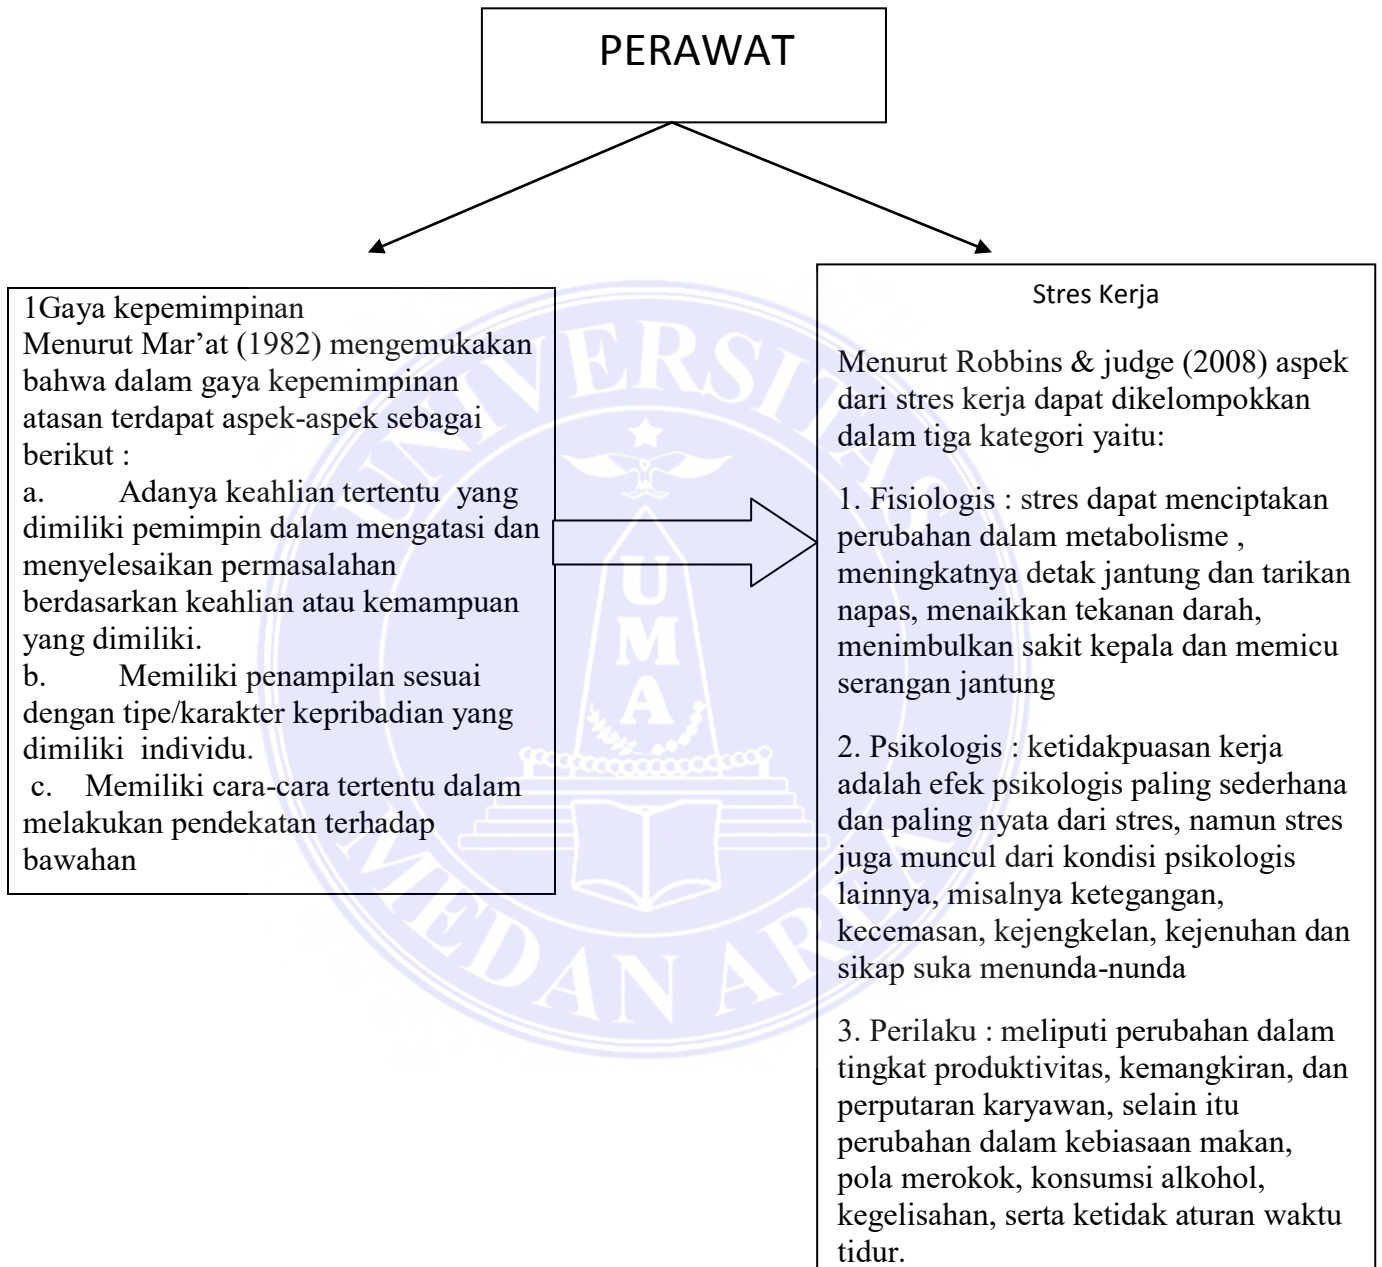 PERAWAT
1Gaya kepemimpinan
Menurut Mar’at (1982) mengemukakan
bahwa dalam gaya kepemimpinan
atasan terdapat aspek-aspek sebagai
berikut :
a. Adanya keahlian tertentu yang
dimiliki pemimpin dalam mengatasi dan
menyelesaikan permasalahan
berdasarkan keahlian atau kemampuan
yang dimiliki.
b. Memiliki penampilan sesuai
dengan tipe/karakter kepribadian yang
dimiliki individu.
c. Memiliki cara-cara tertentu dalam
melakukan pendekatan terhadap
bawahan
Stres Kerja
Menurut Robbins & judge (2008) aspek
dari stres kerja dapat dikelompokkan
dalam tiga kategori yaitu:
1. Fisiologis : stres dapat menciptakan
perubahan dalam metabolisme ,
meningkatnya detak jantung dan tarikan
napas, menaikkan tekanan darah,
menimbulkan sakit kepala dan memicu
serangan jantung
2. Psikologis : ketidakpuasan kerja
adalah efek psikologis paling sederhana
dan paling nyata dari stres, namun stres
juga muncul dari kondisi psikologis
lainnya, misalnya ketegangan,
kecemasan, kejengkelan, kejenuhan dan
sikap suka menunda-nunda
3. Perilaku : meliputi perubahan dalam
tingkat produktivitas, kemangkiran, dan
perputaran karyawan, selain itu
perubahan dalam kebiasaan makan,
pola merokok, konsumsi alkohol,
kegelisahan, serta ketidak aturan waktu
tidur.
UNIVERSITAS
MEDAN AREA
U
M
A